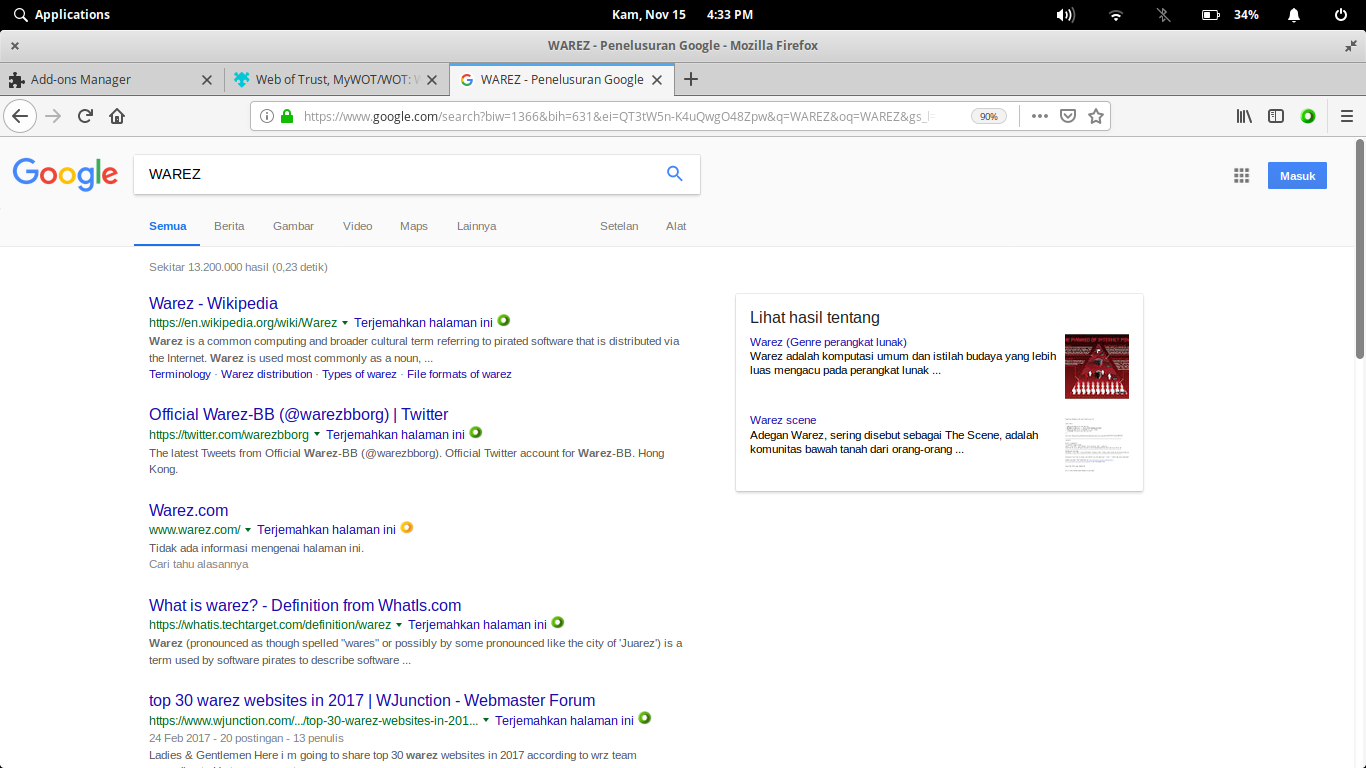 Applications
Kam, Nov 15 4:33 PM
34%
WAREZ - Penelusuran Google - Mozilla Firefox
Add-ons Manager
Web of Trust, MyWOT/WOT:
WAREZ - Penelusuran Google
https://www.google.com/search?biw=1366&bih=631&ei=QT3tW5n-K4uQwgO48Zpw&q=WAREZ&oq=WAREZ&gs_l=
90%
Google
WAREZ
Masuk
Semua Berita Gambar Video Maps Lainnya Setelan Alat
Sekitar 13.200.000 hasil (0,23 detik)
Warez - Wikipedia
https://en.wikipedia.org/wiki/Warez Terjemahkan halaman ini
Warez is a common computing and broader cultural term referring to pirated software that is distributed via
the Internet. Warez is used most commonly as a noun, ...
Terminology · Warez distribution · Types of warez · File formats of warez
Official Warez-BB (@warezbborg) | Twitter
https://twitter.com/warezbborg Terjemahkan halaman ini
The latest Tweets from Official Warez-BB (@warezbborg). Official Twitter account for Warez-BB. Hong
Kong.
Warez.com
www.warez.com/ Terjemahkan halaman ini
Tidak ada informasi mengenai halaman ini.
Cari tahu alasannya
What is warez? - Definition from WhatIs.com
https://whatis.techtarget.com/definition/warez Terjemahkan halaman ini
Warez (pronounced as though spelled "wares" or possibly by some pronounced like the city of 'Juarez') is a
term used by software pirates to describe software ...
top 30 warez websites in 2017 | WJunction - Webmaster Forum
https://www.wjunction.com/.../top-30-warez-websites-in-201... Terjemahkan halaman ini
24 Feb 2017 - 20 postingan - 13 penulis
Ladies & Gentlemen Here i m going to share top 30 warez websites in 2017 according to wrz team
Lihat hasil tentang
Warez (Genre perangkat lunak)
Warez adalah komputasi umum dan istilah budaya yang lebih
luas mengacu pada perangkat lunak ...
Warez scene
Adegan Warez, sering disebut sebagai The Scene, adalah
komunitas bawah tanah dari orang-orang ...